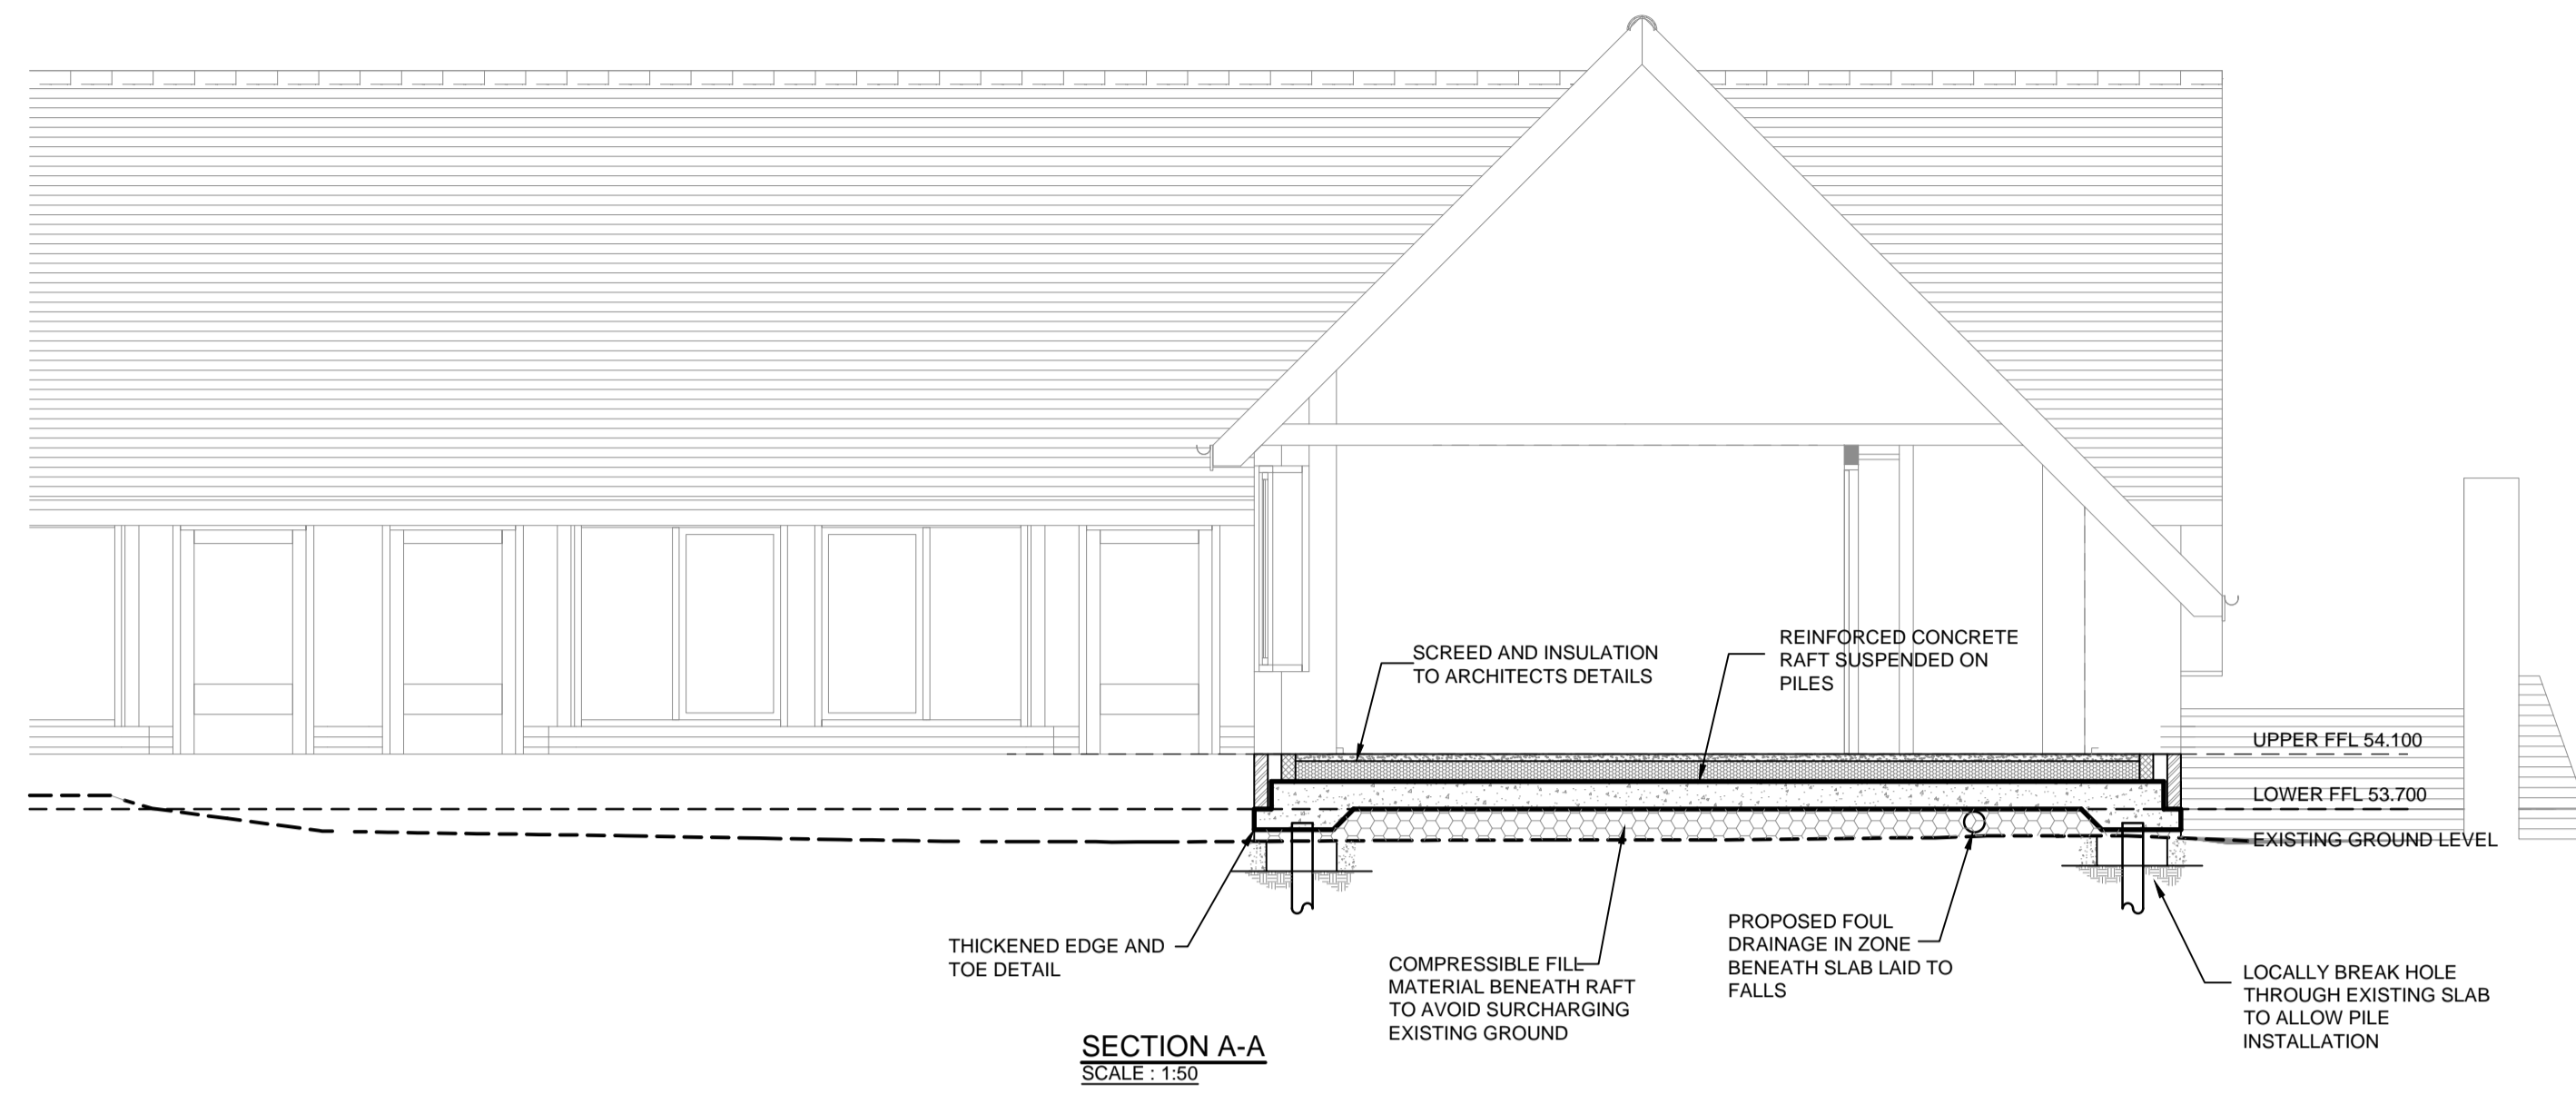 SCREED AND INSULATION
TO ARCHITECTS DETAILS
REINFORCED CONCRETE
RAFT SUSPENDED ON
PILES
UPPER FFL 54.100
LOWER FFL 53.700
EXISTING GROUND LEVEL
THICKENED EDGE AND
TOE DETAIL
COMPRESSIBLE FILL
MATERIAL BENEATH RAFT
TO AVOID SURCHARGING
EXISTING GROUND
PROPOSED FOUL
DRAINAGE IN ZONE
BENEATH SLAB LAID TO
FALLS
LOCALLY BREAK HOLE
THROUGH EXISTING SLAB
TO ALLOW PILE
INSTALLATION
SECTION A-A
SCALE : 1:50